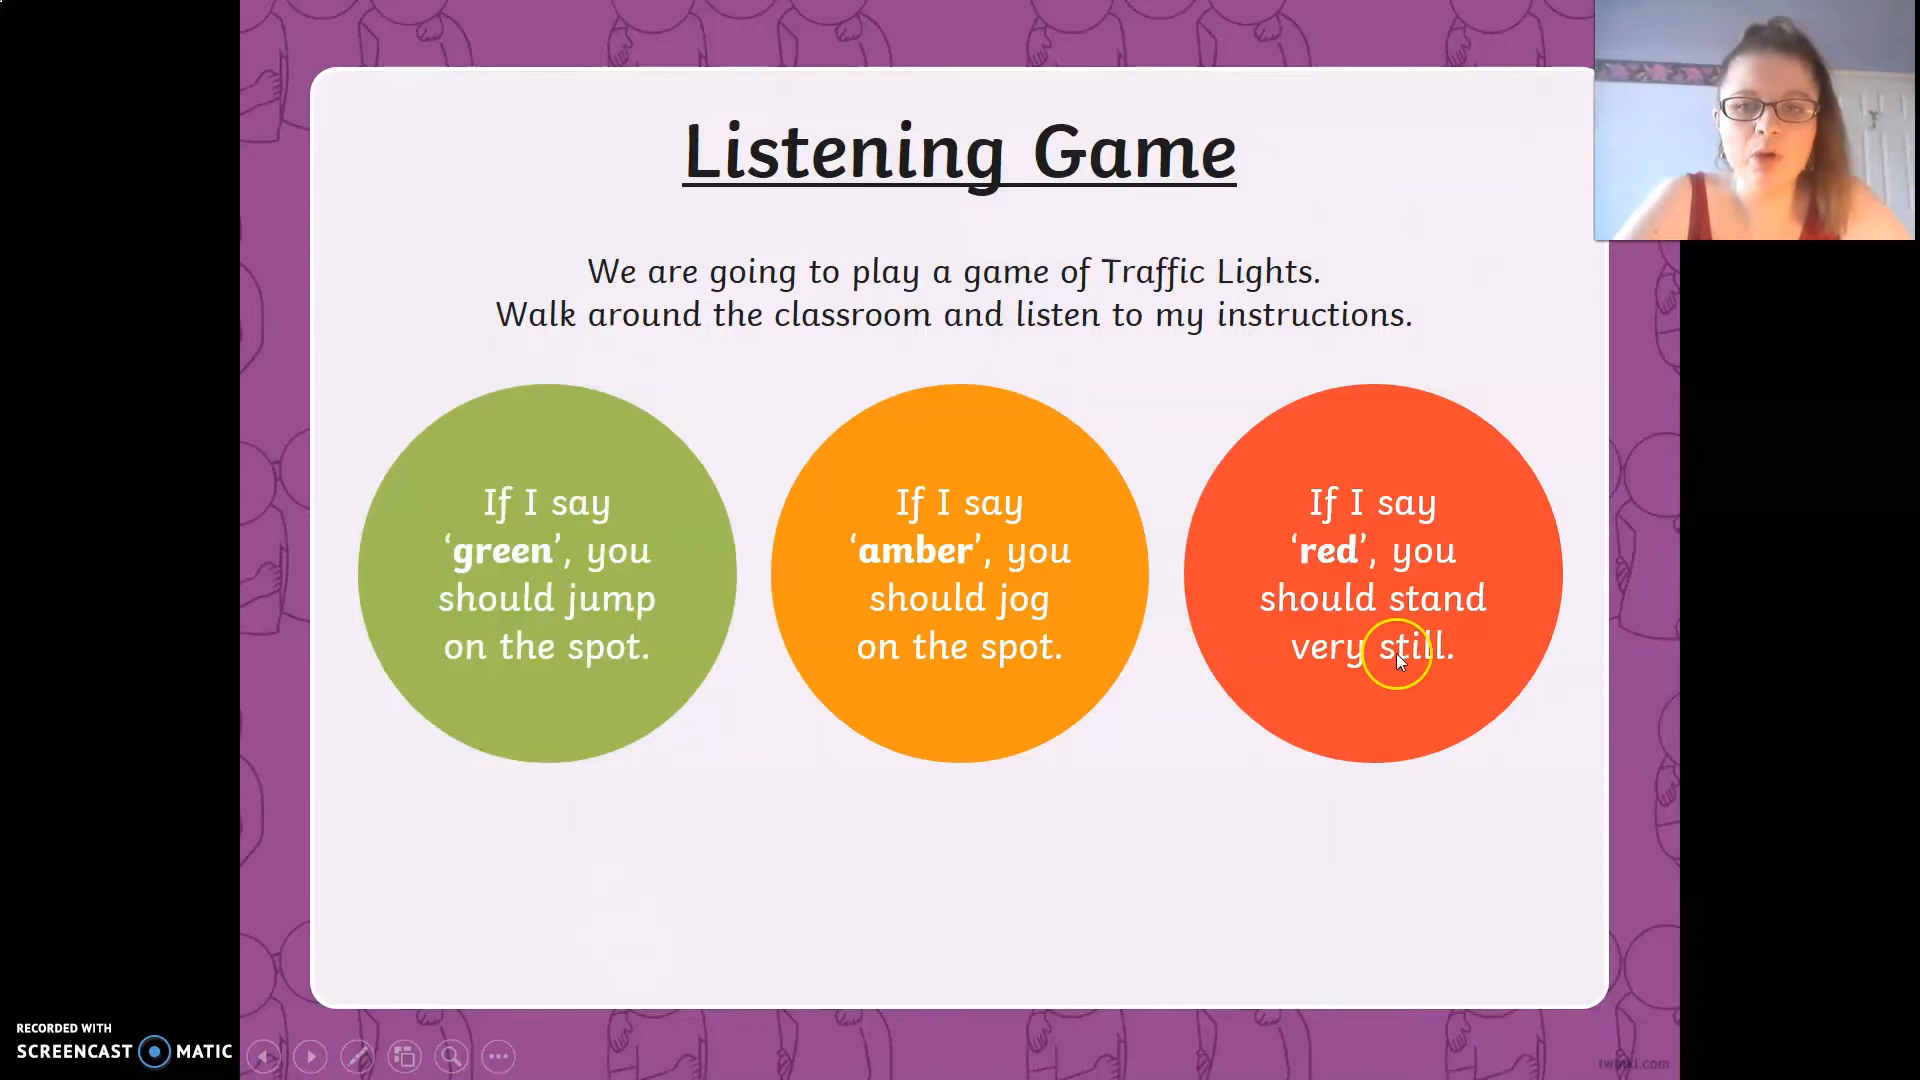 Listening Game
We are going to play a game of Traffic Lights.
Walk around the classroom and listen to my instructions.
If I say
‘green’, you
should jump
on the spot.
If I say
‘amber’, you
should jog
on the spot.
If I say
‘red’, you
should stand
very still.
RECORDED WITH
SCREENCAST MATIC